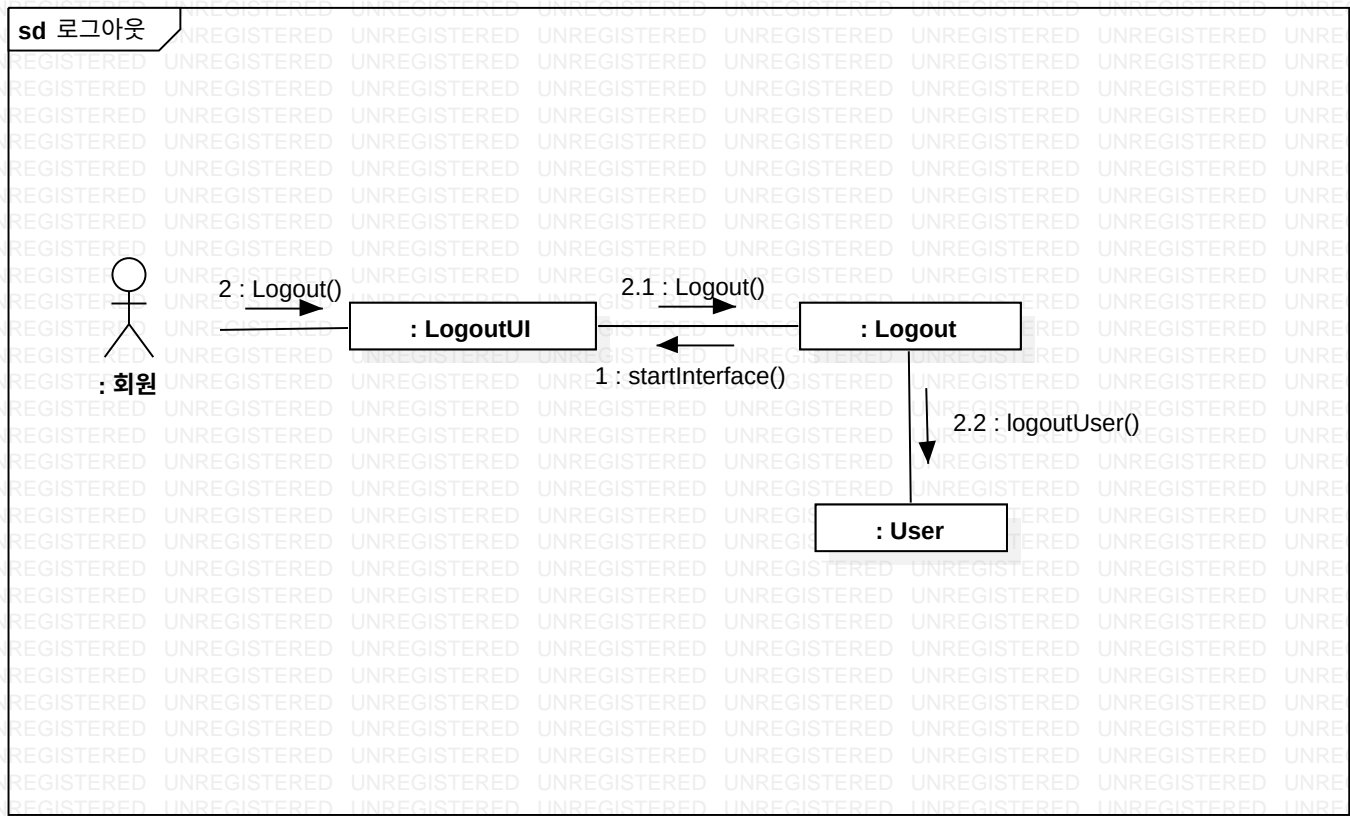 sd 로그아웃
2 : Logout()
2.1 : Logout()
: LogoutUI
: Logout
1 : startInterface()
: 회원
2.2 : logoutUser()
: User
UNREGISTERED